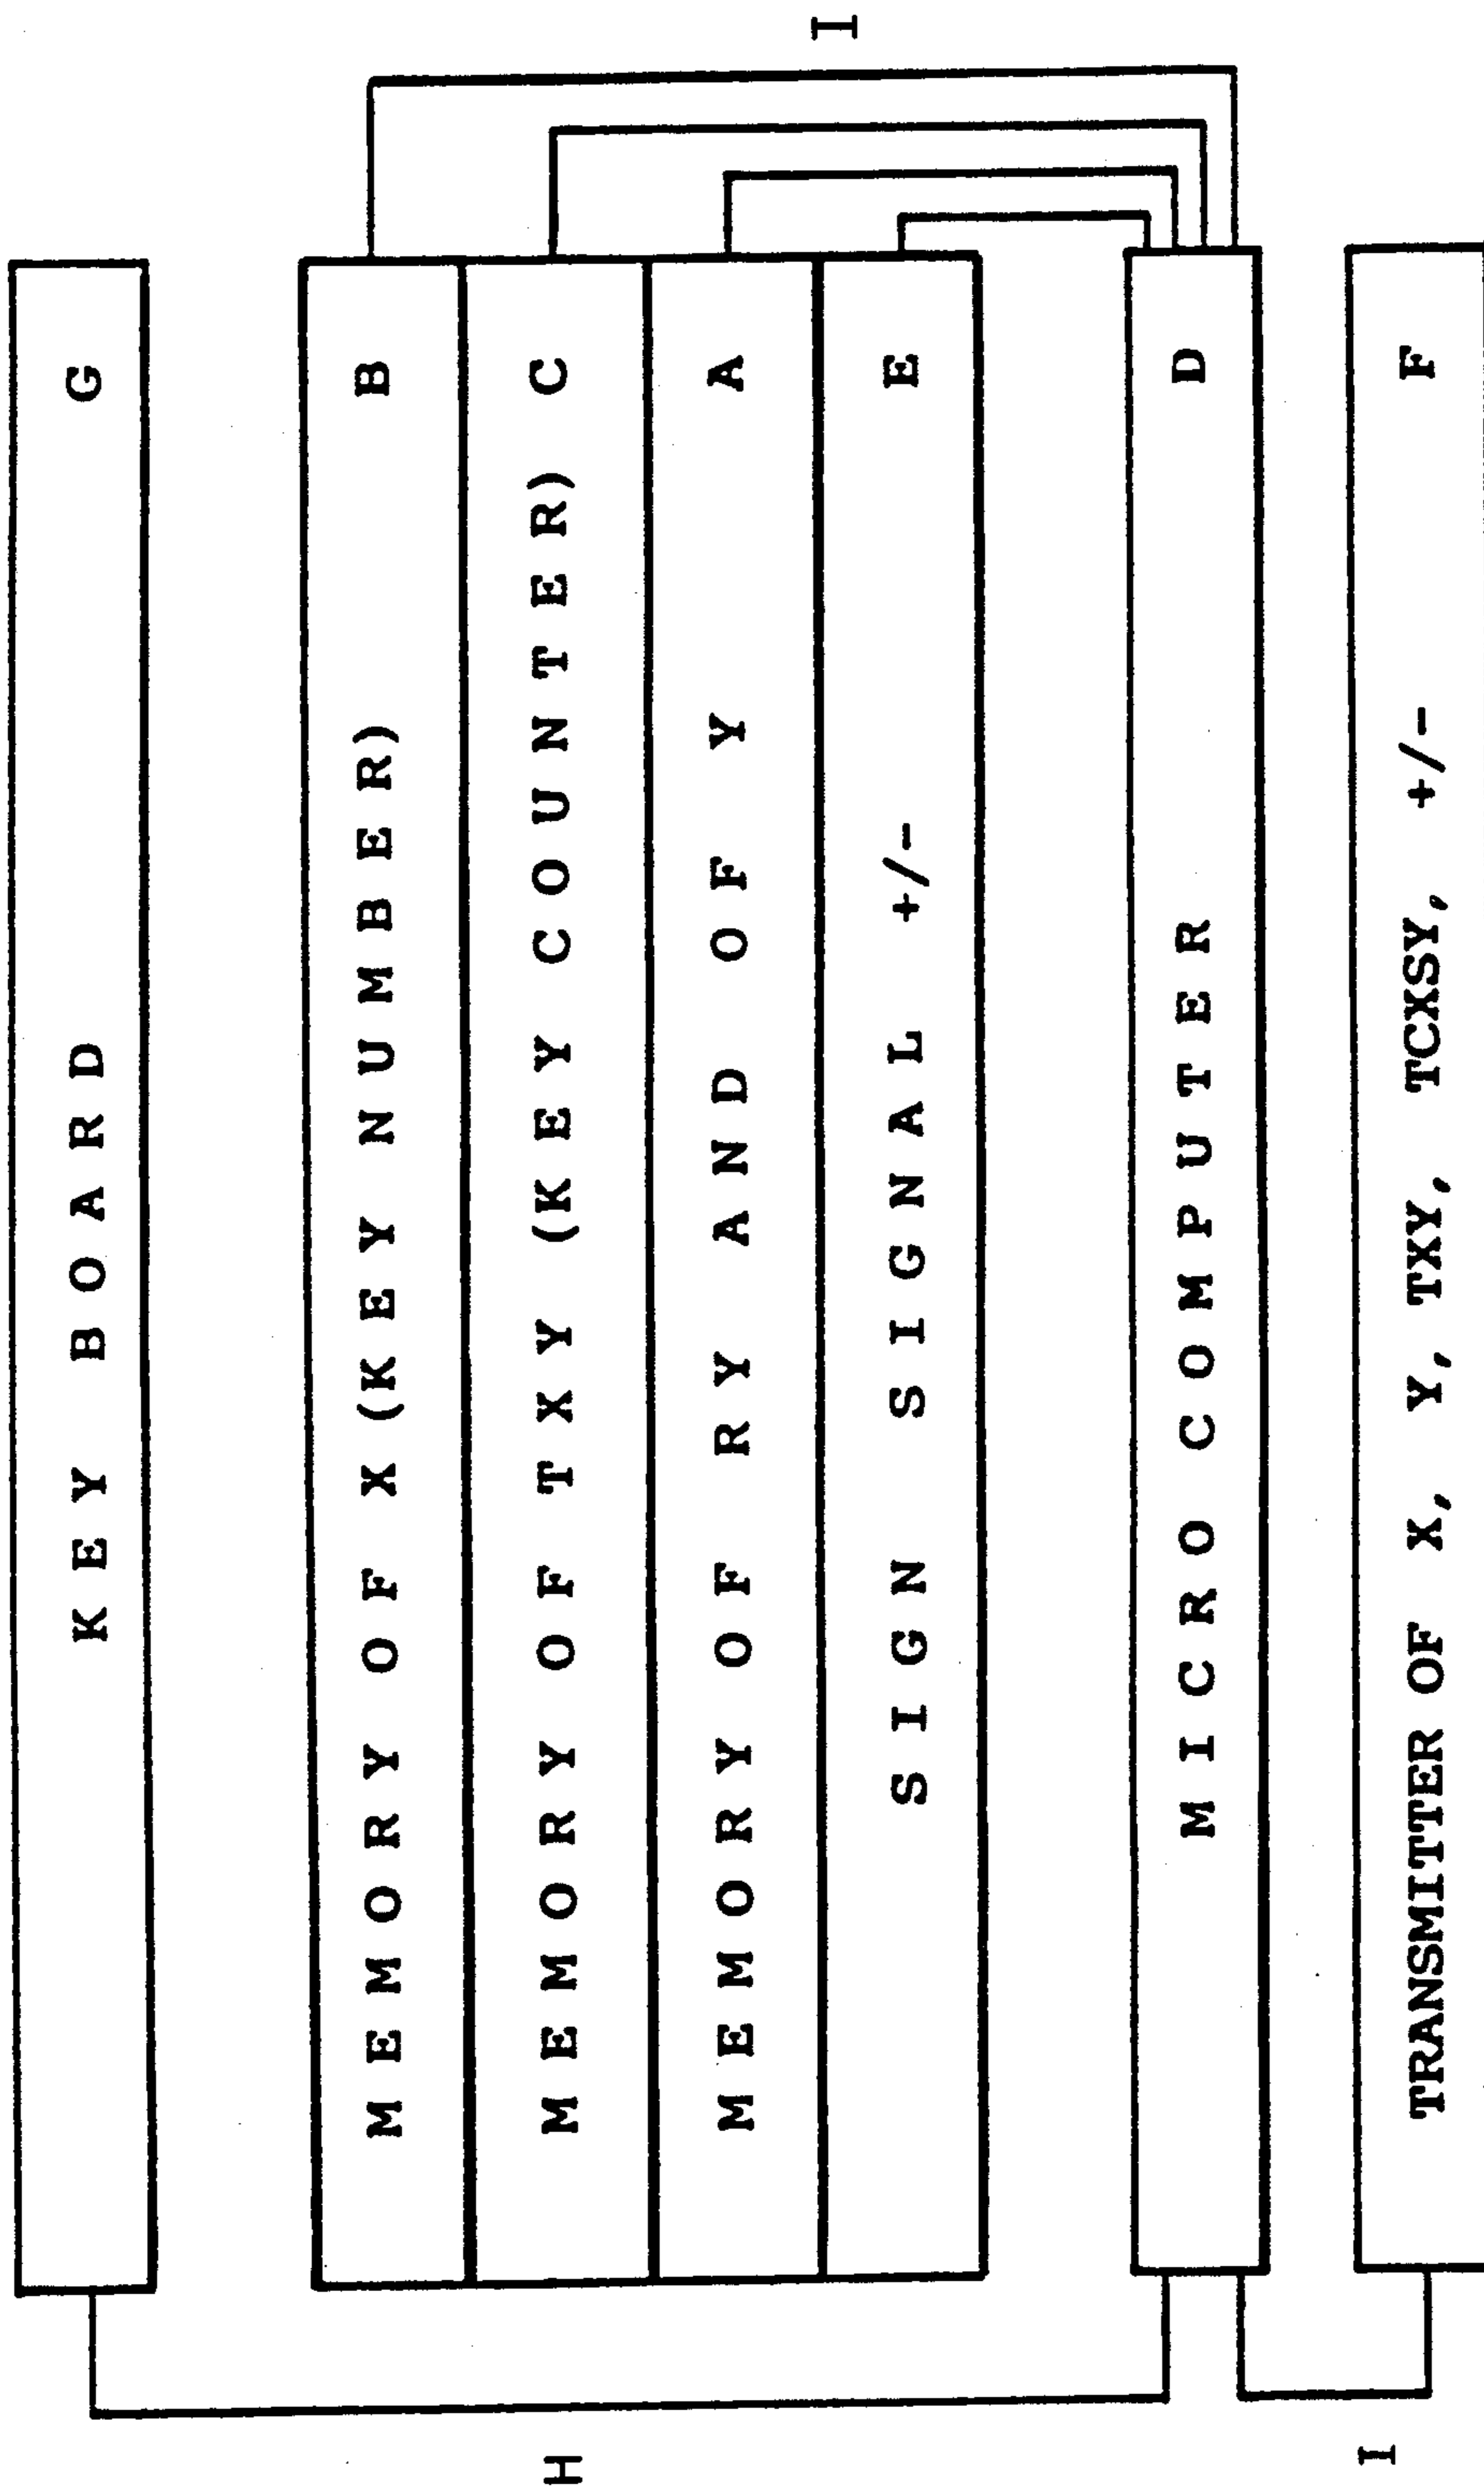 KEY BOARD G
MEMORY OF X(KEY NUMBER) B
MEMORY OF TXY (KEY COUNTER) C
MEMORY OF RY AND OF Y A
SIGN SIGNAL +/- E
MICRO COMPUTER D
TRANSMITTER OF X, Y, TXY, TCXSY, +/- F
H
I
I